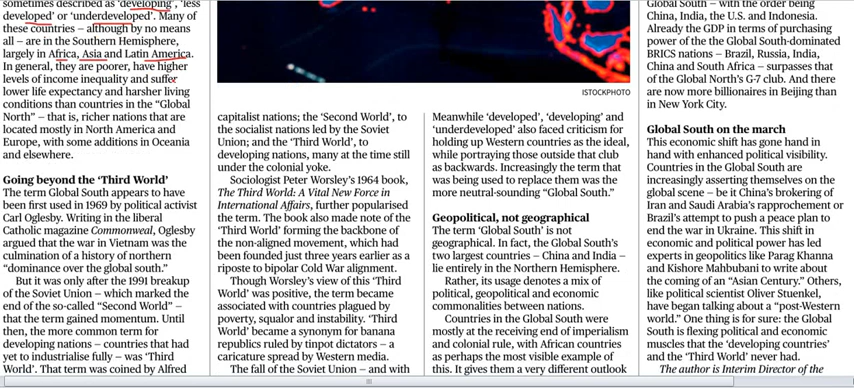 sometimes described as ‘developing’, ‘less
developed’ or ‘underdeveloped’). Many of
these countries – although by no means
all – are in the Southern Hemisphere,
largely in Africa, Asia and Latin America.
In general, they are poorer, have higher
levels of income inequality and suffer
lower life expectancy and harsher living
conditions than countries in the “Global
North” – that is, richer nations that are
located mostly in North America and
Europe, with some additions in Oceania
and elsewhere.
Going beyond the ‘Third World’
The term Global South appears to have
been first used in 1969 by political activist
Carl Oglesby. Writing in the liberal
Catholic magazine Commonweal, Oglesby
argued that the war in Vietnam was the
culmination of a history of northern
“dominance over the global south.”
But it was only after the 1991 breakup
of the Soviet Union – which marked the
end of the so-called “Second World” –
that the term gained momentum. Until
then, the more common term for
developing nations – countries that had
yet to industrialise fully – was ‘Third
World’. That term was coined by Alfred
ISTOCKPHOTO
capitalist nations; the ‘Second World’, to
the socialist nations led by the Soviet
Union; and the ‘Third World’, to
developing nations, many at the time still
under the colonial yoke.
Sociologist Peter Worsley’s 1964 book,
The Third World: A Vital New Force in
International Affairs, further popularised
the term. The book also made note of the
‘Third World’ forming the backbone of
the non-aligned movement, which had
been founded just three years earlier as a
riposte to bipolar Cold War alignment.
Though Worsley’s view of this ‘Third
World’ was positive, the term became
associated with countries plagued by
poverty, squalor and instability. ‘Third
World’ became a synonym for banana
republics ruled by tinpot dictators – a
caricature spread by Western media.
The fall of the Soviet Union – and with
Meanwhile ‘developed’, ‘developing’ and
‘underdeveloped’ also faced criticism for
holding up Western countries as the ideal,
while portraying those outside that club
as backwards. Increasingly the term that
was being used to replace them was the
more neutral-sounding “Global South.”
Geopolitical, not geographical
The term ‘Global South’ is not
geographical. In fact, the Global South’s
two largest countries – China and India –
lie entirely in the Northern Hemisphere.
Rather, its usage denotes a mix of
political, geopolitical and economic
commonalities between nations.
Countries in the Global South were
mostly at the receiving end of imperialism
and colonial rule, with African countries
as perhaps the most visible example of
this. It gives them a very different outlook
Global South – with the order being
China, India, the U.S. and Indonesia.
Already the GDP in terms of purchasing
power of the the Global South-dominated
BRICS nations – Brazil, Russia, India,
China and South Africa – surpasses that
of the Global North’s G-7 club. And there
are now more billionaires in Beijing than
in New York City.
Global South on the march
This economic shift has gone hand in
hand with enhanced political visibility.
Countries in the Global South are
increasingly asserting themselves on the
global scene – be it China’s brokering of
Iran and Saudi Arabia’s rapprochement or
Brazil’s attempt to push a peace plan to
end the war in Ukraine. This shift in
economic and political power has led
experts in geopolitics like Parag Khanna
and Kishore Mahbubani to write about
the coming of an “Asian Century.” Others,
like political scientist Oliver Stuenkel,
have began talking about a “post-Western
world.” One thing is for sure: the Global
South is flexing political and economic
muscles that the ‘developing countries’
and the ‘Third World’ never had.
The author is Interim Director of the